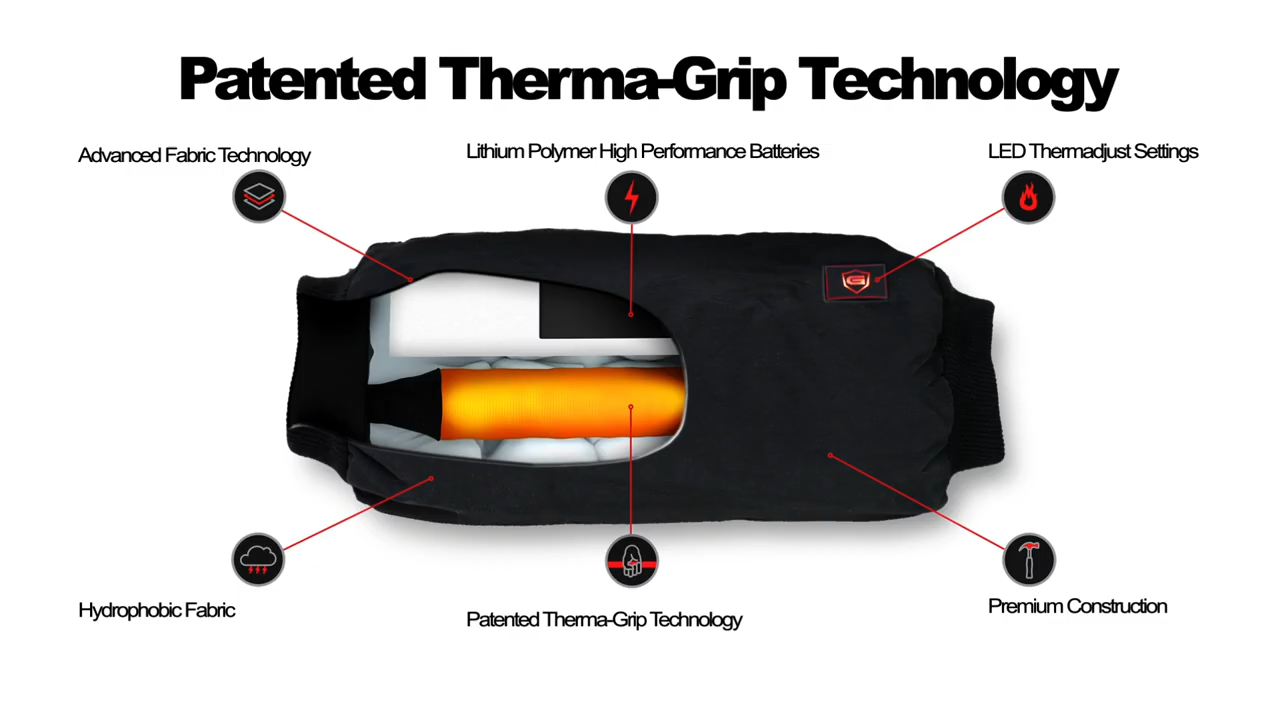 Patented Therma-Grip Technology
Advanced Fabric Technology
Lithium Polymer High Performance Batteries
LED Thermadjust Settings
G
Hydrophobic Fabric
Patented Therma-Grip Technology
Premium Construction